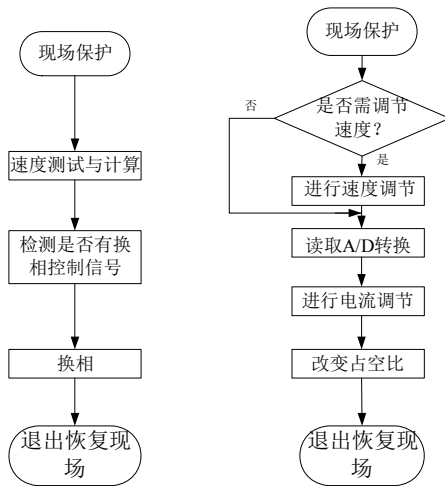 现场保护
速度测试与计算
检测是否有换
相控制信号
换相
退出恢复现
场
现场保护
是否需调节
速度?
否
是
进行速度调节
读取A/D转换
进行电流调节
改变占空比
退出恢复现
场